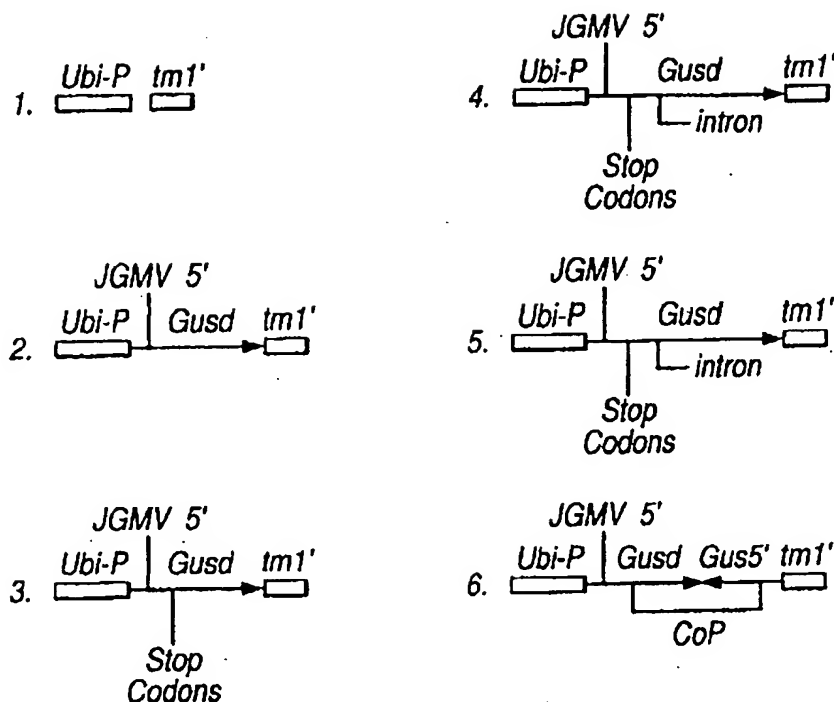 1. Ubi-P tm1'
JGMV 5'
2. Ubi-P Gusd tm1'
JGMV 5'
3. Ubi-P Gusd tm1'
Stop
Codons
JGMV 5'
4. Ubi-P Gusd tm1'
intron
Stop
Codons
JGMV 5'
5. Ubi-P Gusd tm1'
intron
Stop
Codons
JGMV 5'
6. Ubi-P Gusd Gus5' tm1'
CoP